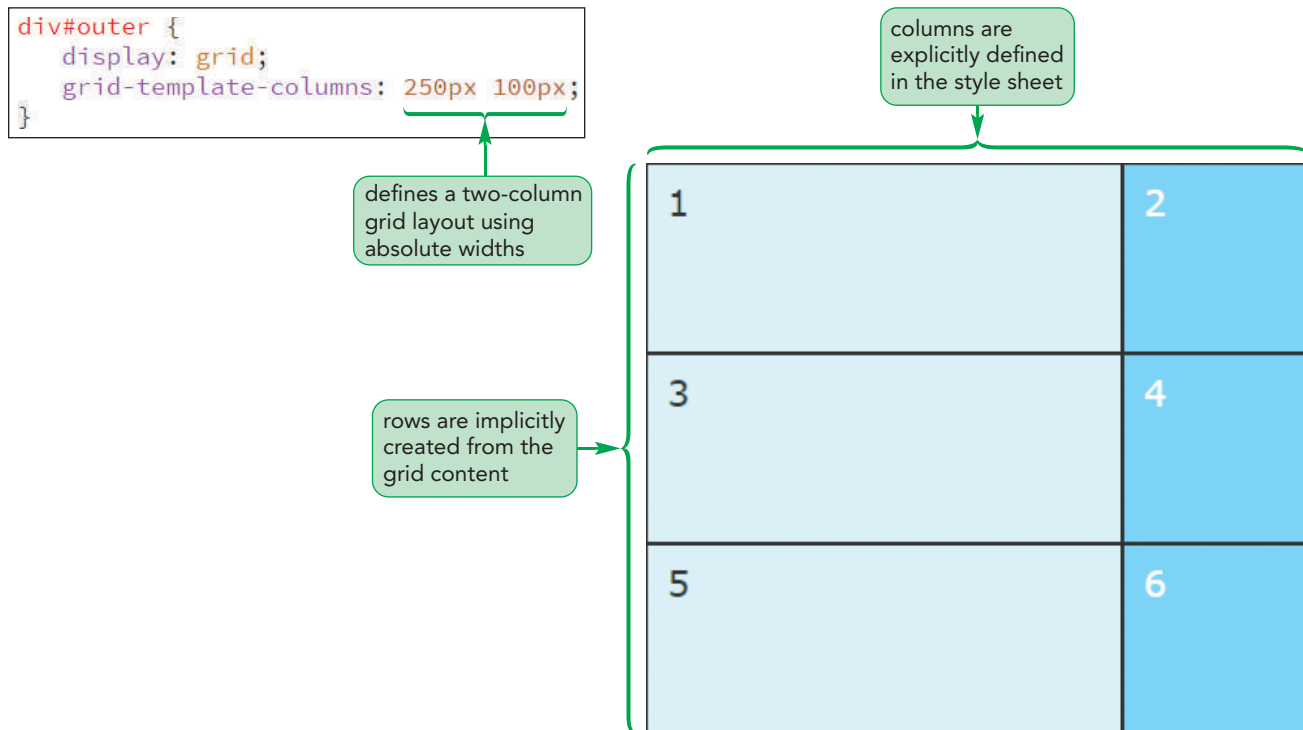 div#outer {
display: grid;
grid-template-columns: 250px 100px;
}
defines a two-column
grid layout using
absolute widths
columns are
explicitly defined
in the style sheet
rows are implicitly
created from the
grid content
1
2
3
4
5
6